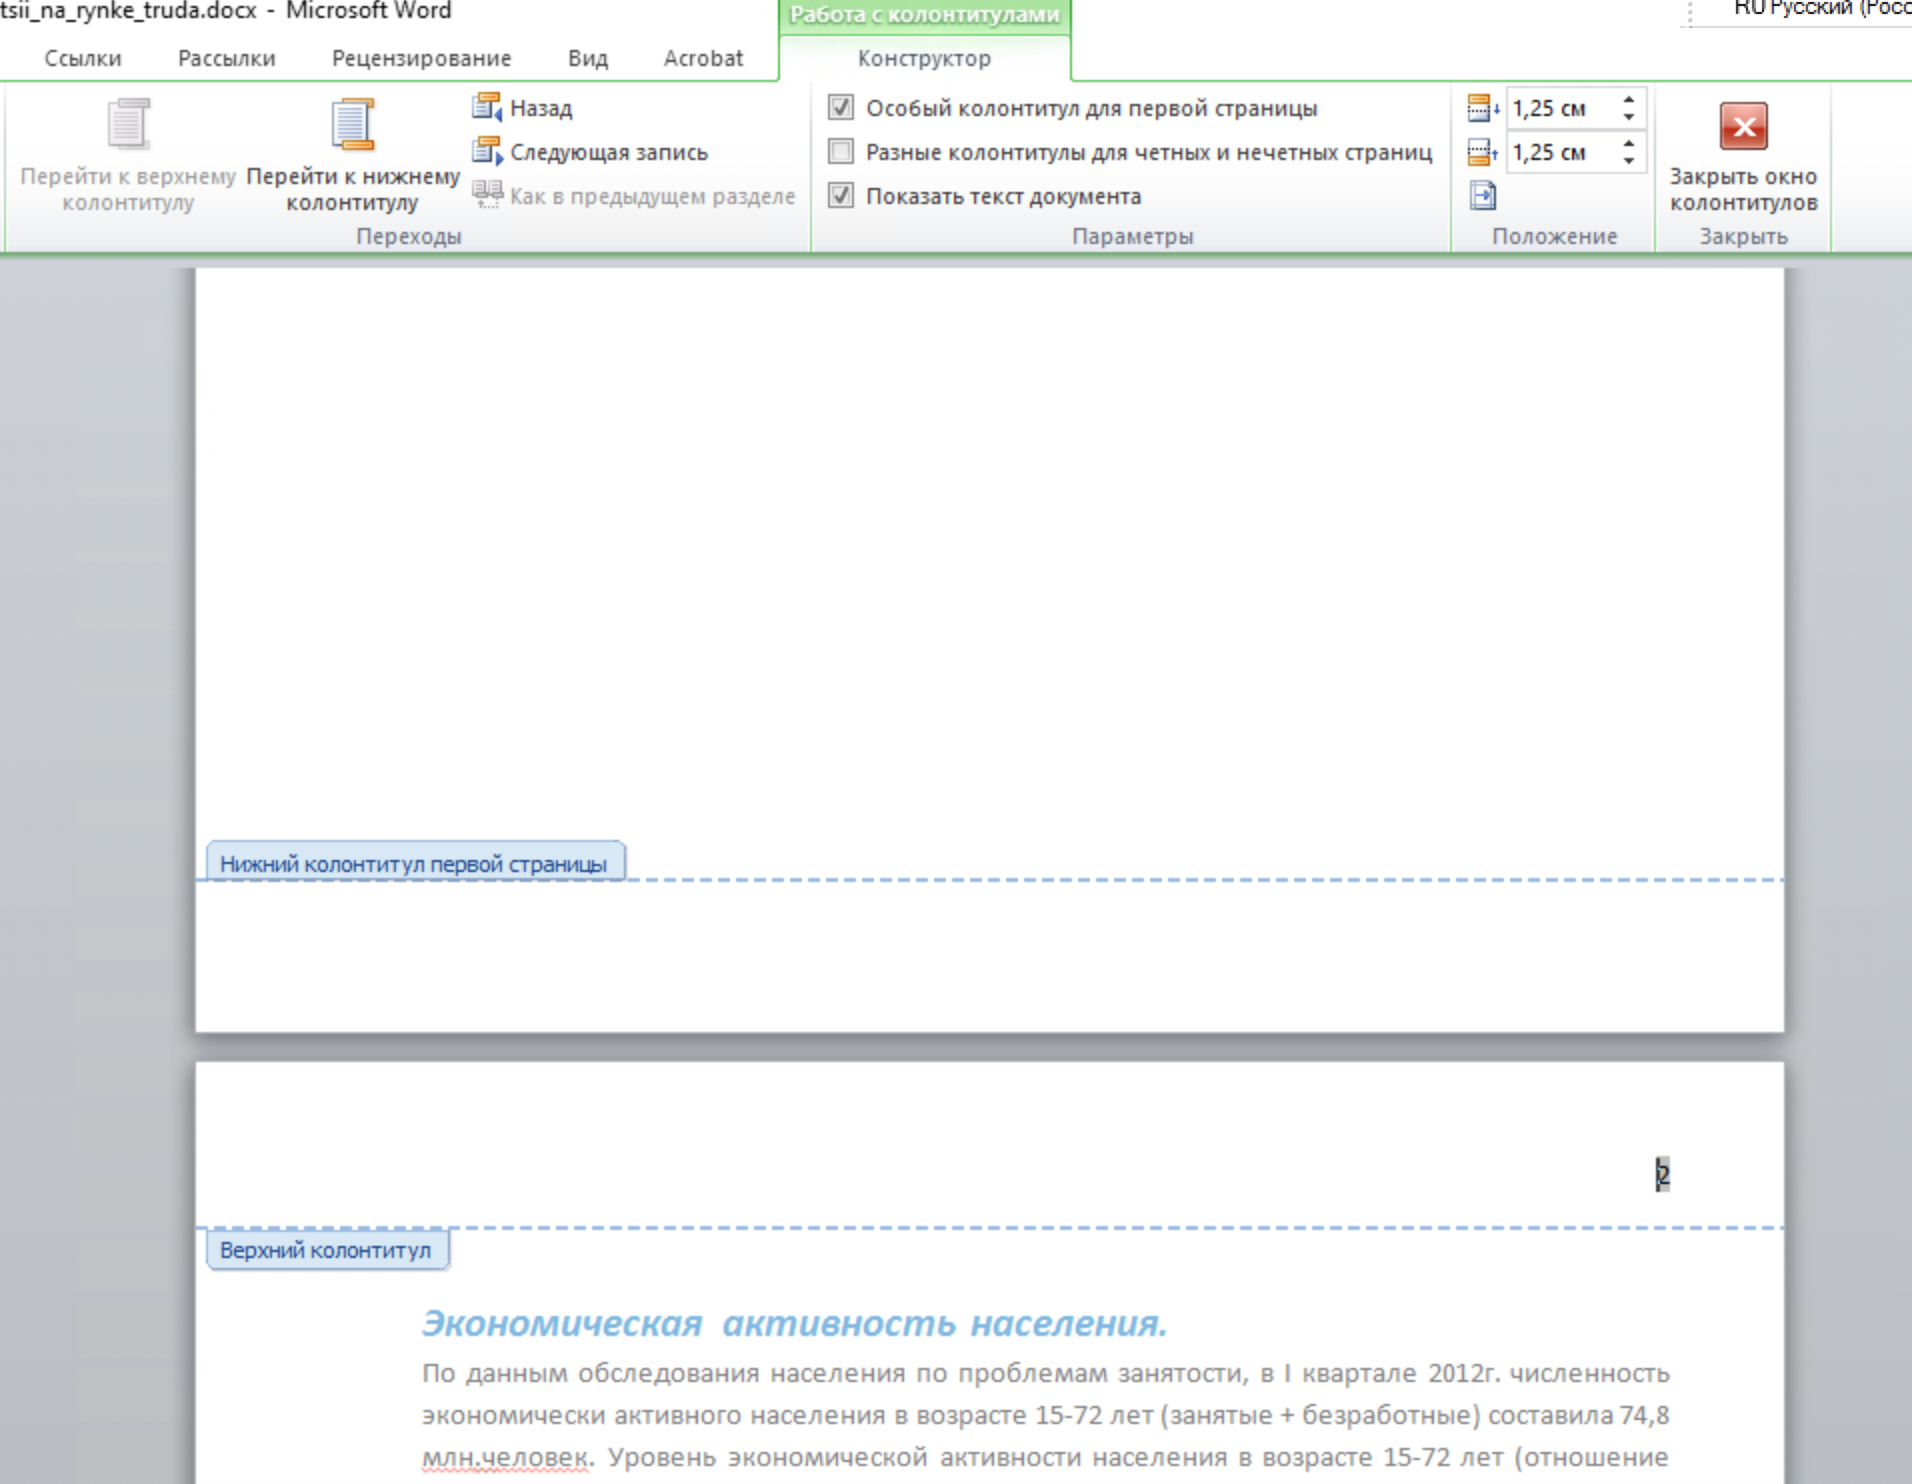 tsii_na_rynke_truda.docx - Microsoft Word
Работа с колонтитулами
RU Русский (Росс
Ссылки Рассылки Рецензирование Вид Acrobat Конструктор
Перейти к верхнему колонтитулу
Перейти к нижнему колонтитулу
Назад
Следующая запись
Как в предыдущем разделе
Переходы
Особый колонтитул для первой страницы
Разные колонтитулы для четных и нечетных страниц
Показать текст документа
Параметры
1,25 см
1,25 см
Положение
Закрыть окно колонтитулов
Закрыть
Нижний колонтитул первой страницы
2
Верхний колонтитул
Экономическая активность населения.
По данным обследования населения по проблемам занятости, в I квартале 2012г. численность
экономически активного населения в возрасте 15-72 лет (занятые + безработные) составила 74,8
млн.человек. Уровень экономической активности населения в возрасте 15-72 лет (отношение